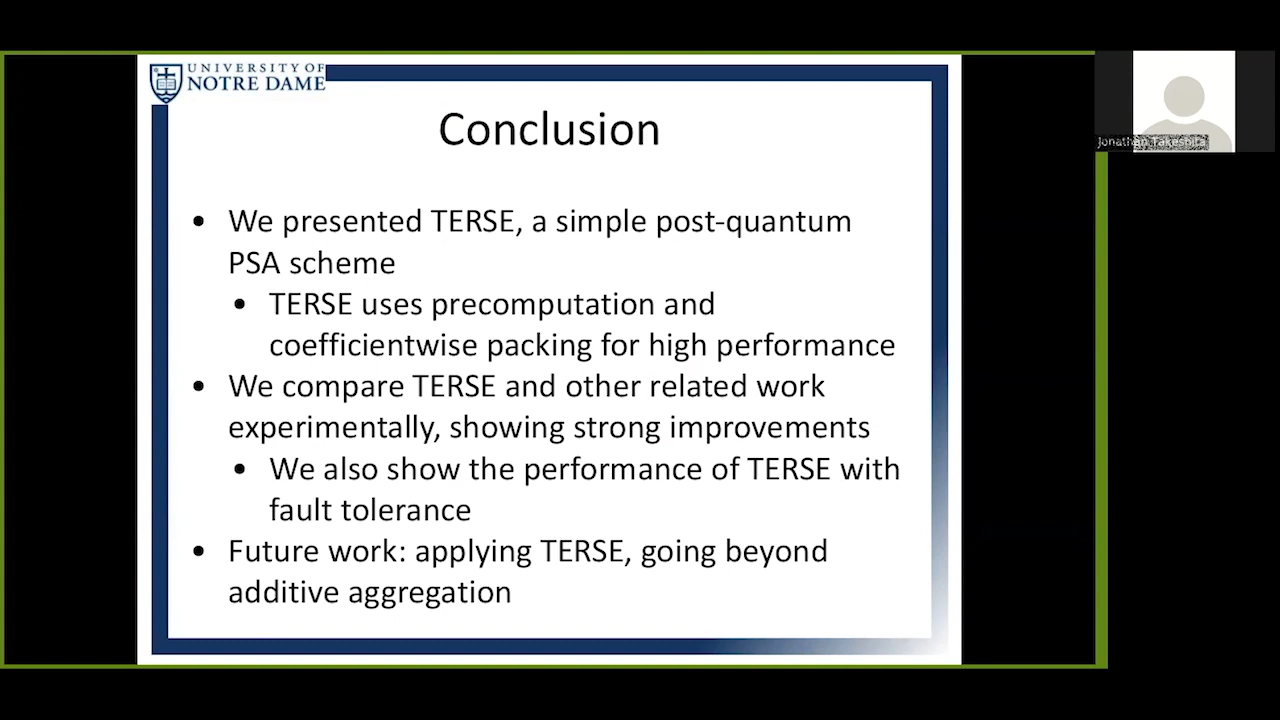 UNIVERSITY OF
NOTRE DAME
Conclusion
• We presented TERSE, a simple post-quantum
PSA scheme
• TERSE uses precomputation and
coefficientwise packing for high performance
• We compare TERSE and other related work
experimentally, showing strong improvements
• We also show the performance of TERSE with
fault tolerance
• Future work: applying TERSE, going beyond
additive aggregation
Jonathan Takeshita